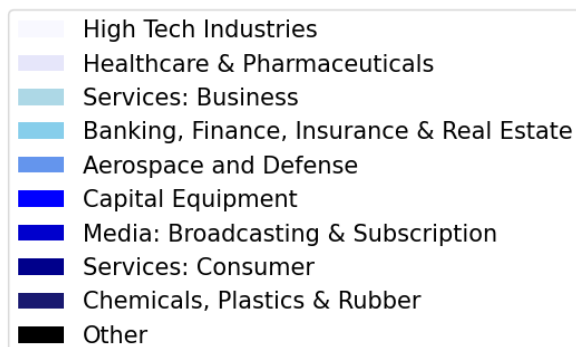 High Tech Industries
Healthcare & Pharmaceuticals
Services: Business
Banking, Finance, Insurance & Real Estate
Aerospace and Defense
Capital Equipment
Media: Broadcasting & Subscription
Services: Consumer
Chemicals, Plastics & Rubber
Other